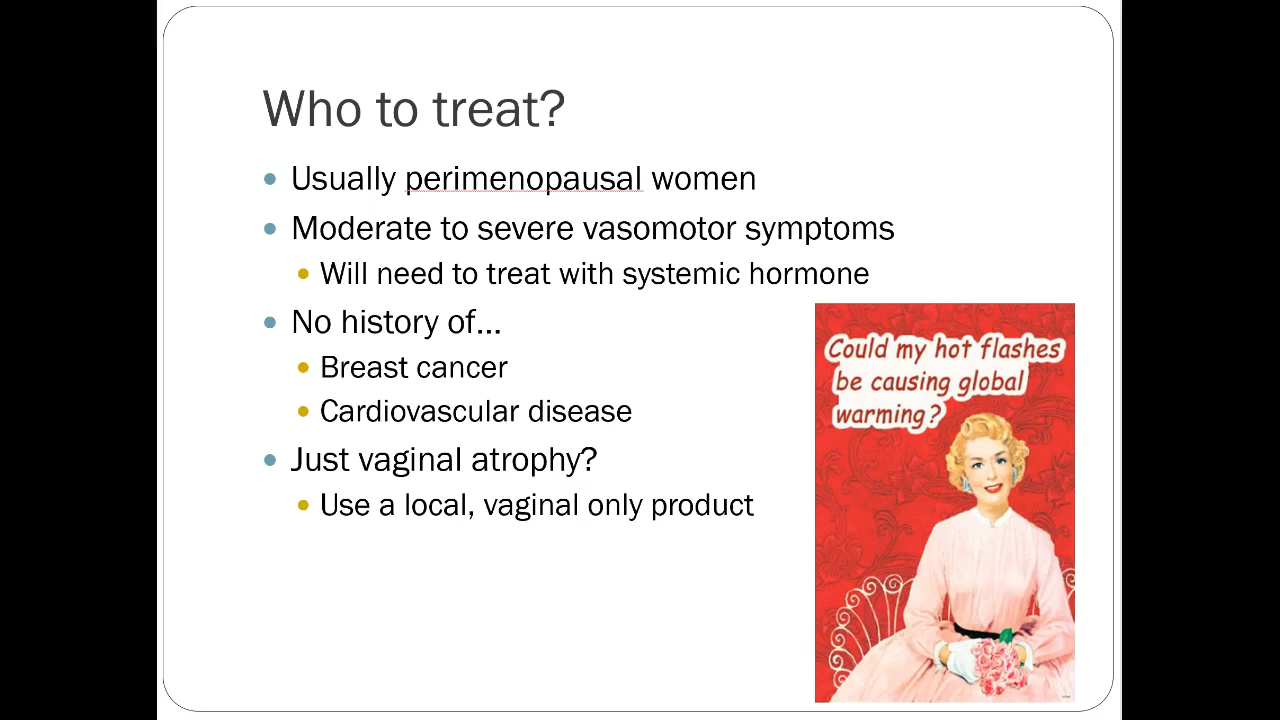 Who to treat?
Usually perimenopausal women
Moderate to severe vasomotor symptoms
Will need to treat with systemic hormone
No history of...
Breast cancer
Cardiovascular disease
Just vaginal atrophy?
Use a local, vaginal only product
Could my hot flashes
be causing global
warming?